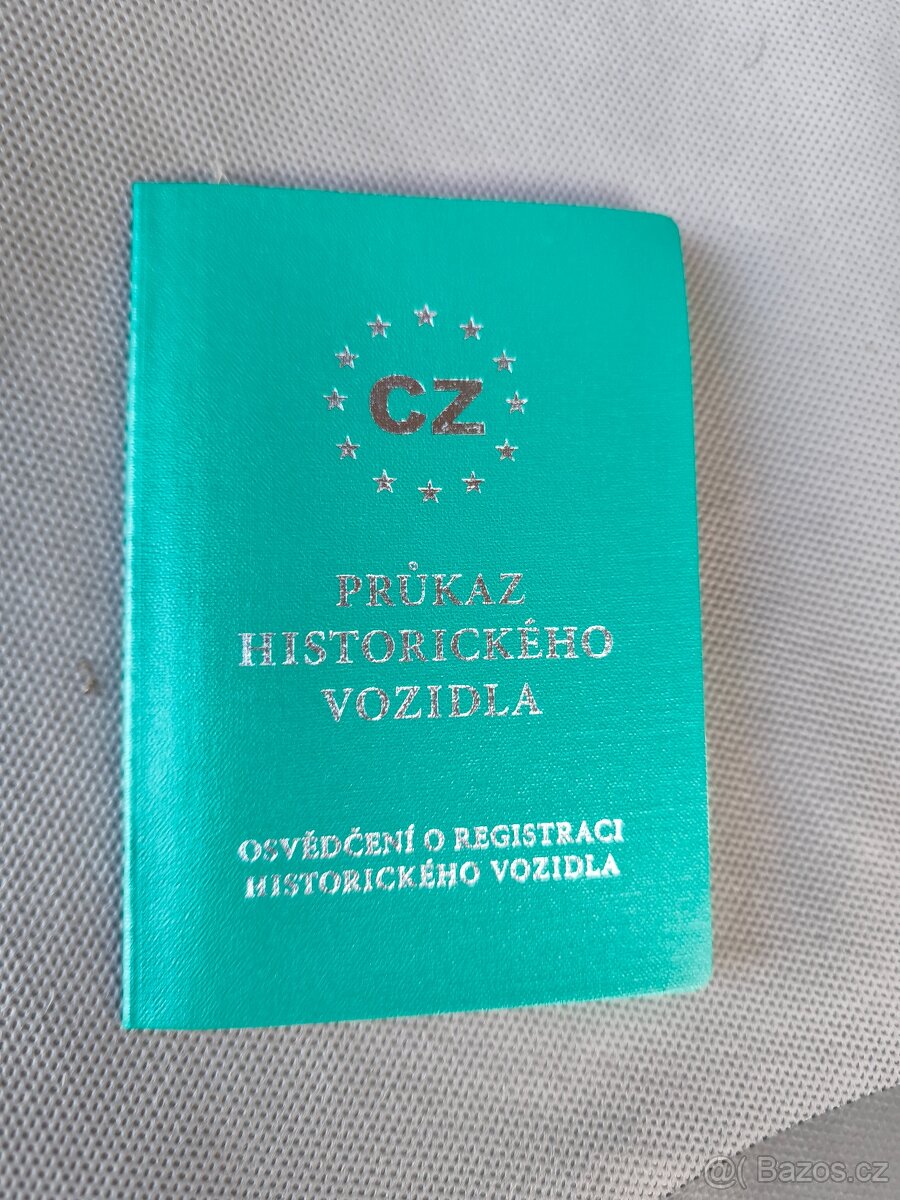 CZ
PRŮKAZ
HISTORICKÉHO
VOZIDLA
OSVĚDČENÍ O REGISTRACI
HISTORICKÉHO VOZIDLA
@( Bazos.cz